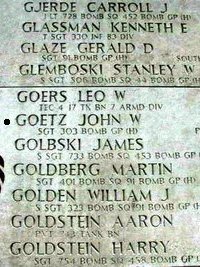 GJERDE CARROLL J
LT 728 BOMB SQ 452 BOMB GP (H)
GLASSMAN KENNETH E
T SGT 330 INF 83 DIV
GLAZE GERALD D
SGT 91 BOMB GP (H) SOUTH
GLEMBOSKI STANLEY W
S SGT 506 BOMB SQ 44 BOMB GP (H)
GOERS LEO W
TEC 4 17 TK BN 7 ARMD DIV
GOETZ JOHN W
SGT 303 BOMB GP (H)
GOLBSKI JAMES
S SGT 733 BOMB SQ 453 BOMB GP (H)
GOLDBERG MARTIN
SGT 401 BOMB SQ 91 BOMB GP (H)
GOLDEN WILLIAM J
SGT 323 BOMB SQ 91 BOMB GP (H)
GOLDSTEIN AARON
PVT 743 TANK BN
GOLDSTEIN HARRY
SGT 754 BOMB SQ 458 BOMB GP (H)